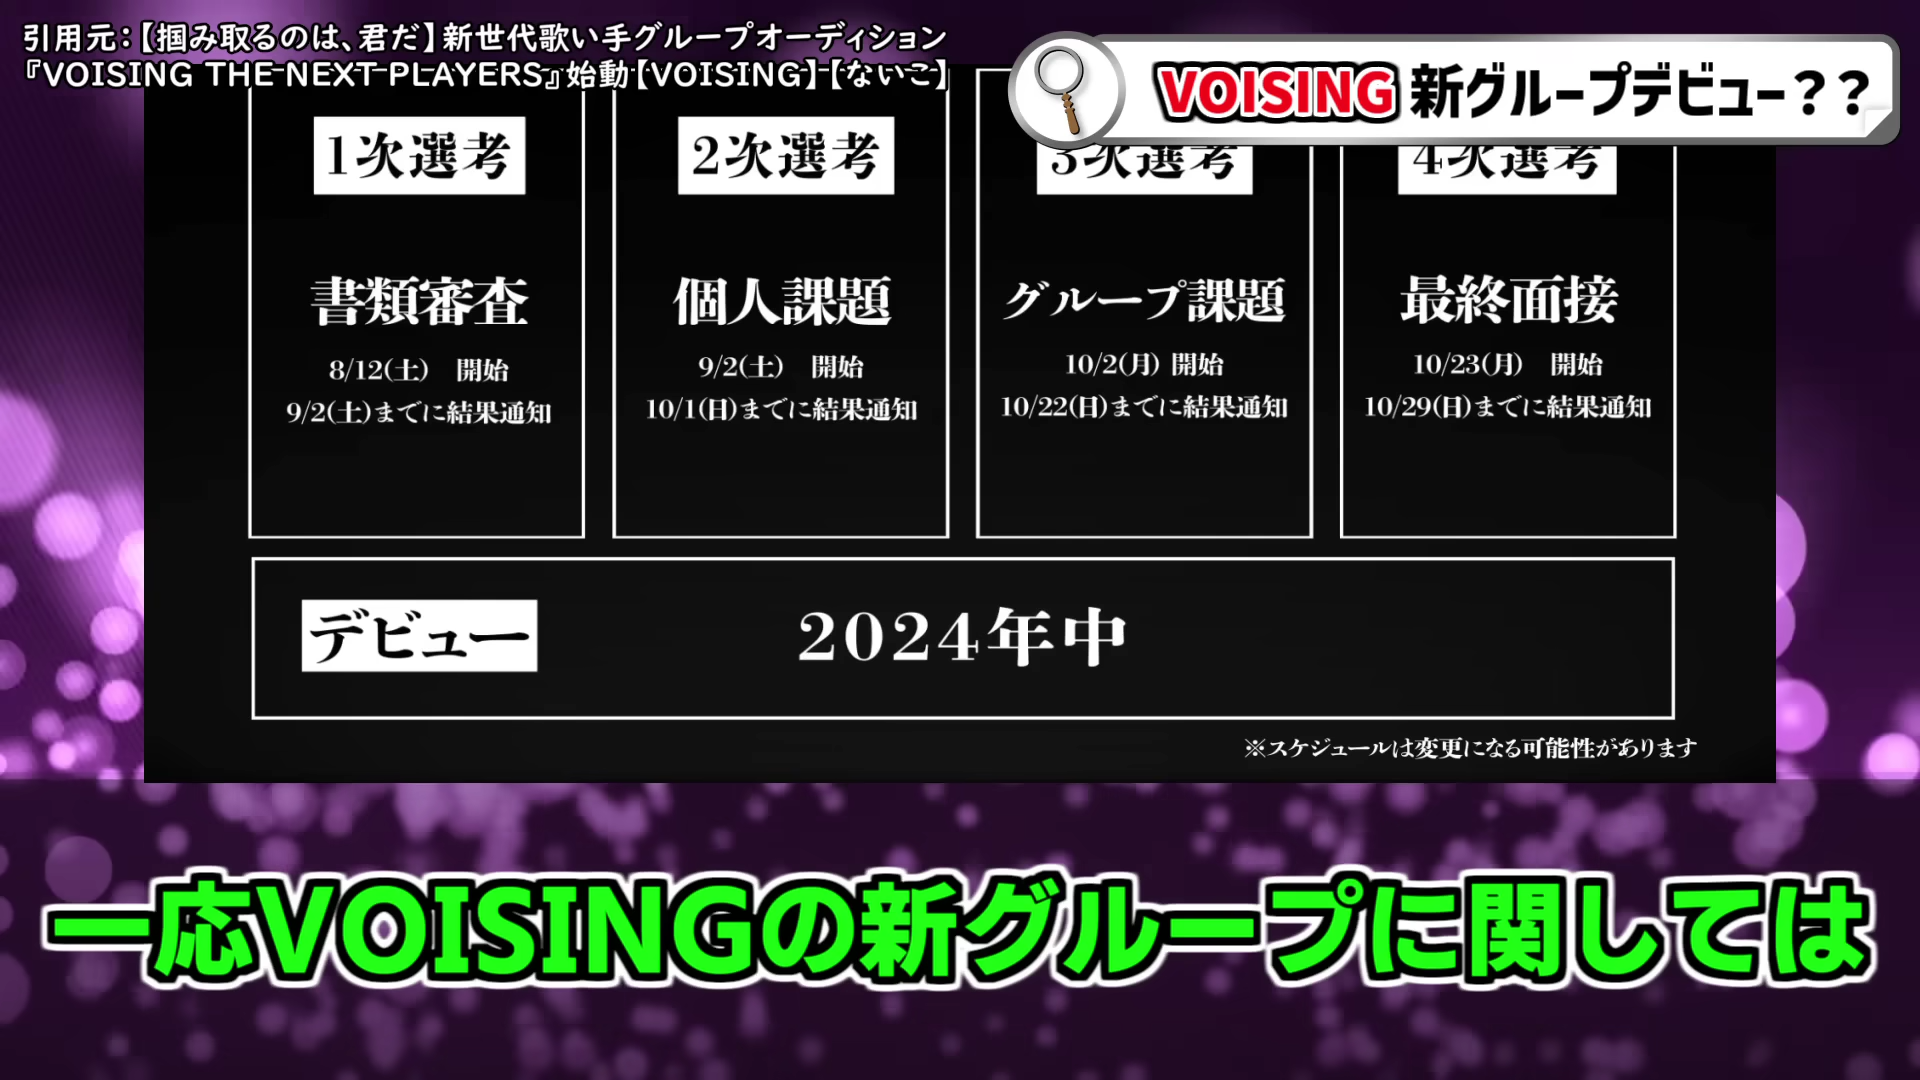 引用元：【掴み取るのは、君だ】新世代歌い手グループオーディション
『VOISING THE NEXT PLAYERS』始動【VOISING】【ないこ】
VOISING 新グループデビュー？？
1次選考
2次選考
3次選考
4次選考
書類審査
8/12(土)　開始
9/2(土)までに結果通知
個人課題
9/2(土)　開始
10/1(日)までに結果通知
グループ課題
10/2(月) 開始
10/22(日)までに結果通知
最終面接
10/23(月)　開始
10/29(日)までに結果通知
デビュー
2024年中
※スケジュールは変更になる可能性があります
一応VOISINGの新グループに関しては